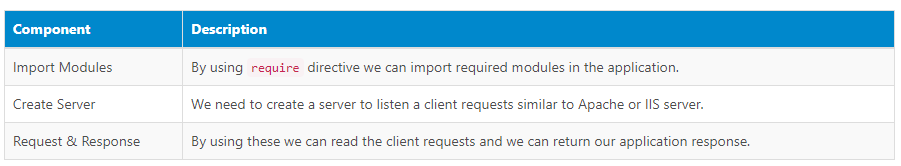 Component Description
Import Modules By using require directive we can import required modules in the application.
Create Server We need to create a server to listen a client requests similar to Apache or IIS server.
Request & Response By using these we can read the client requests and we can return our application response.